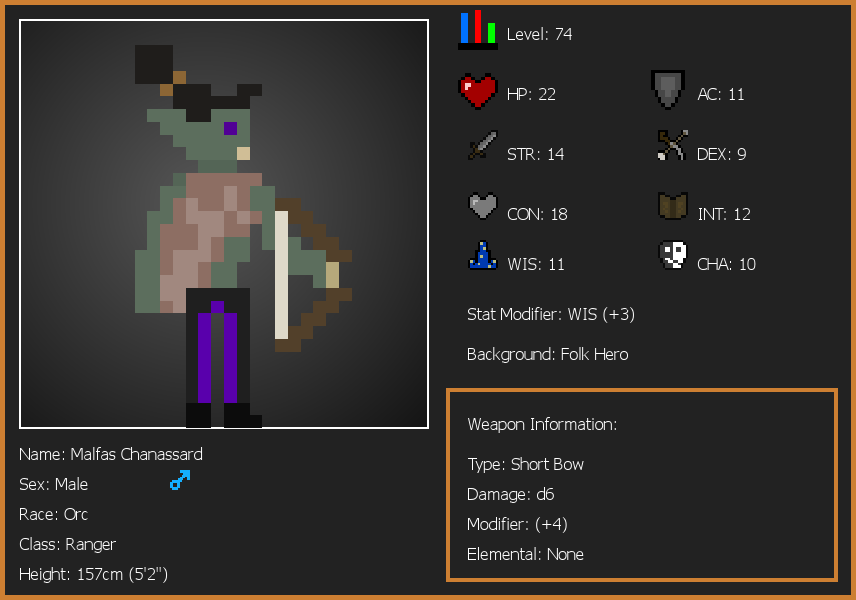 Level: 74
HP: 22
AC: 11
STR: 14
DEX: 9
CON: 18
INT: 12
WIS: 11
CHA: 10
Stat Modifier: WIS (+3)
Background: Folk Hero
Weapon Information:
Type: Short Bow
Damage: d6
Modifier: (+4)
Elemental: None
Name: Malfas Chanassard
Sex: Male
Race: Orc
Class: Ranger
Height: 157cm (5'2")